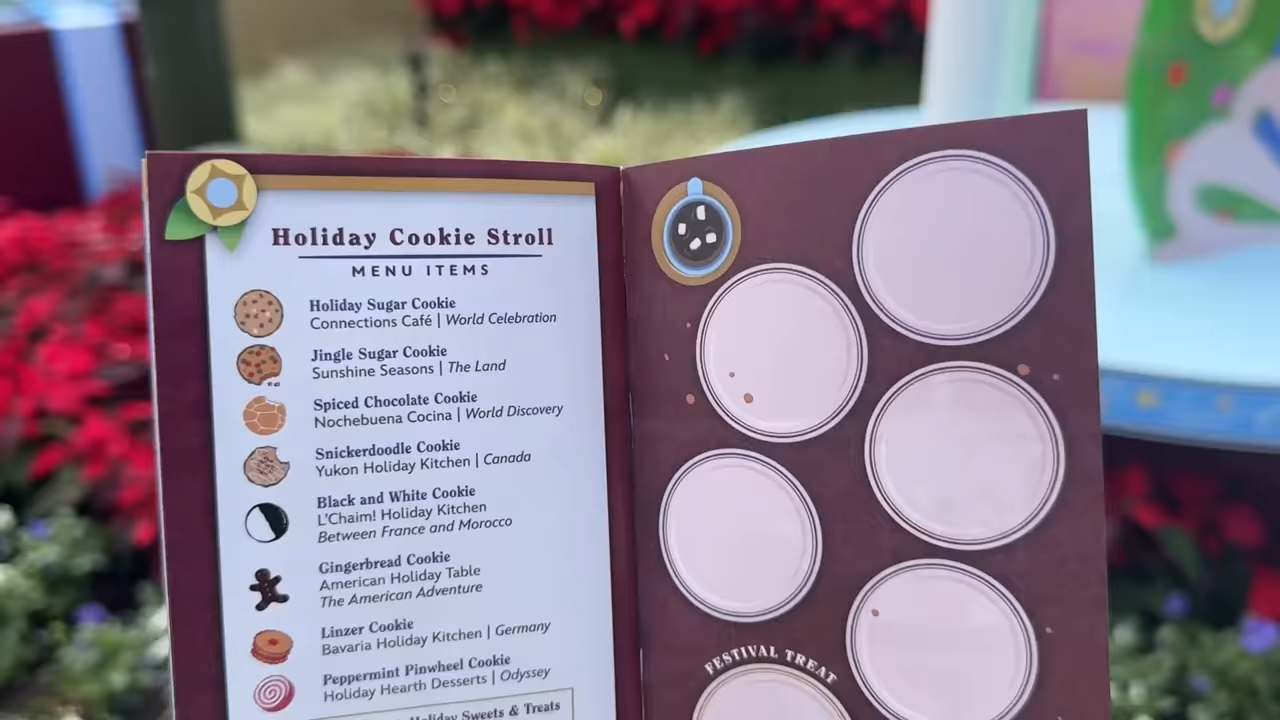 Holiday Cookie Stroll
MENU ITEMS
Holiday Sugar Cookie
Connections Café | World Celebration
Jingle Sugar Cookie
Sunshine Seasons | The Land
Spiced Chocolate Cookie
Nochebuena Cocina | World Discovery
Snickerdoodle Cookie
Yukon Holiday Kitchen | Canada
Black and White Cookie
L'Chaim! Holiday Kitchen
Between France and Morocco
Gingerbread Cookie
American Holiday Table
The American Adventure
Linzer Cookie
Bavaria Holiday Kitchen | Germany
Peppermint Pinwheel Cookie
Holiday Hearth Desserts | Odyssey
Holiday Sweets & Treats
FESTIVAL TREAT